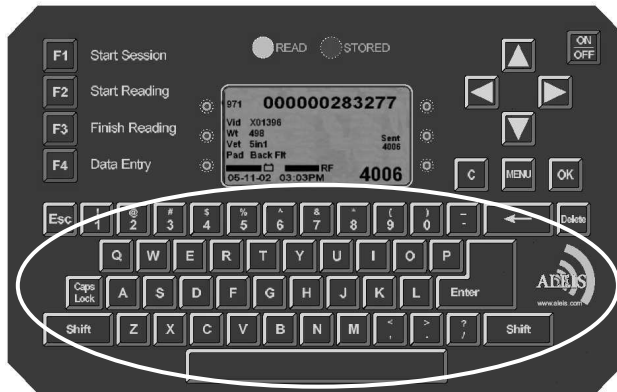 READ STORED
ON
OFF
F1 Start Session
F2 Start Reading
F3 Finish Reading
F4 Data Entry
971 000000283277
Vid X01396
Wt 498
Vet 5in1
Pad Back Flt
Sent
4006
RF
05-11-02 03:03PM 4006
C MENU OK
Esc ! 1 @ 2 # 3 $ 4 % 5 ^ 6 & 7 * 8 ( 9 ) 0 _ - ← Delete
Q W E R T Y U I O P
Caps Lock A S D F G H J K L Enter
ALEIS
www.aleis.com
Shift Z X C V B N M < , > . ? / Shift